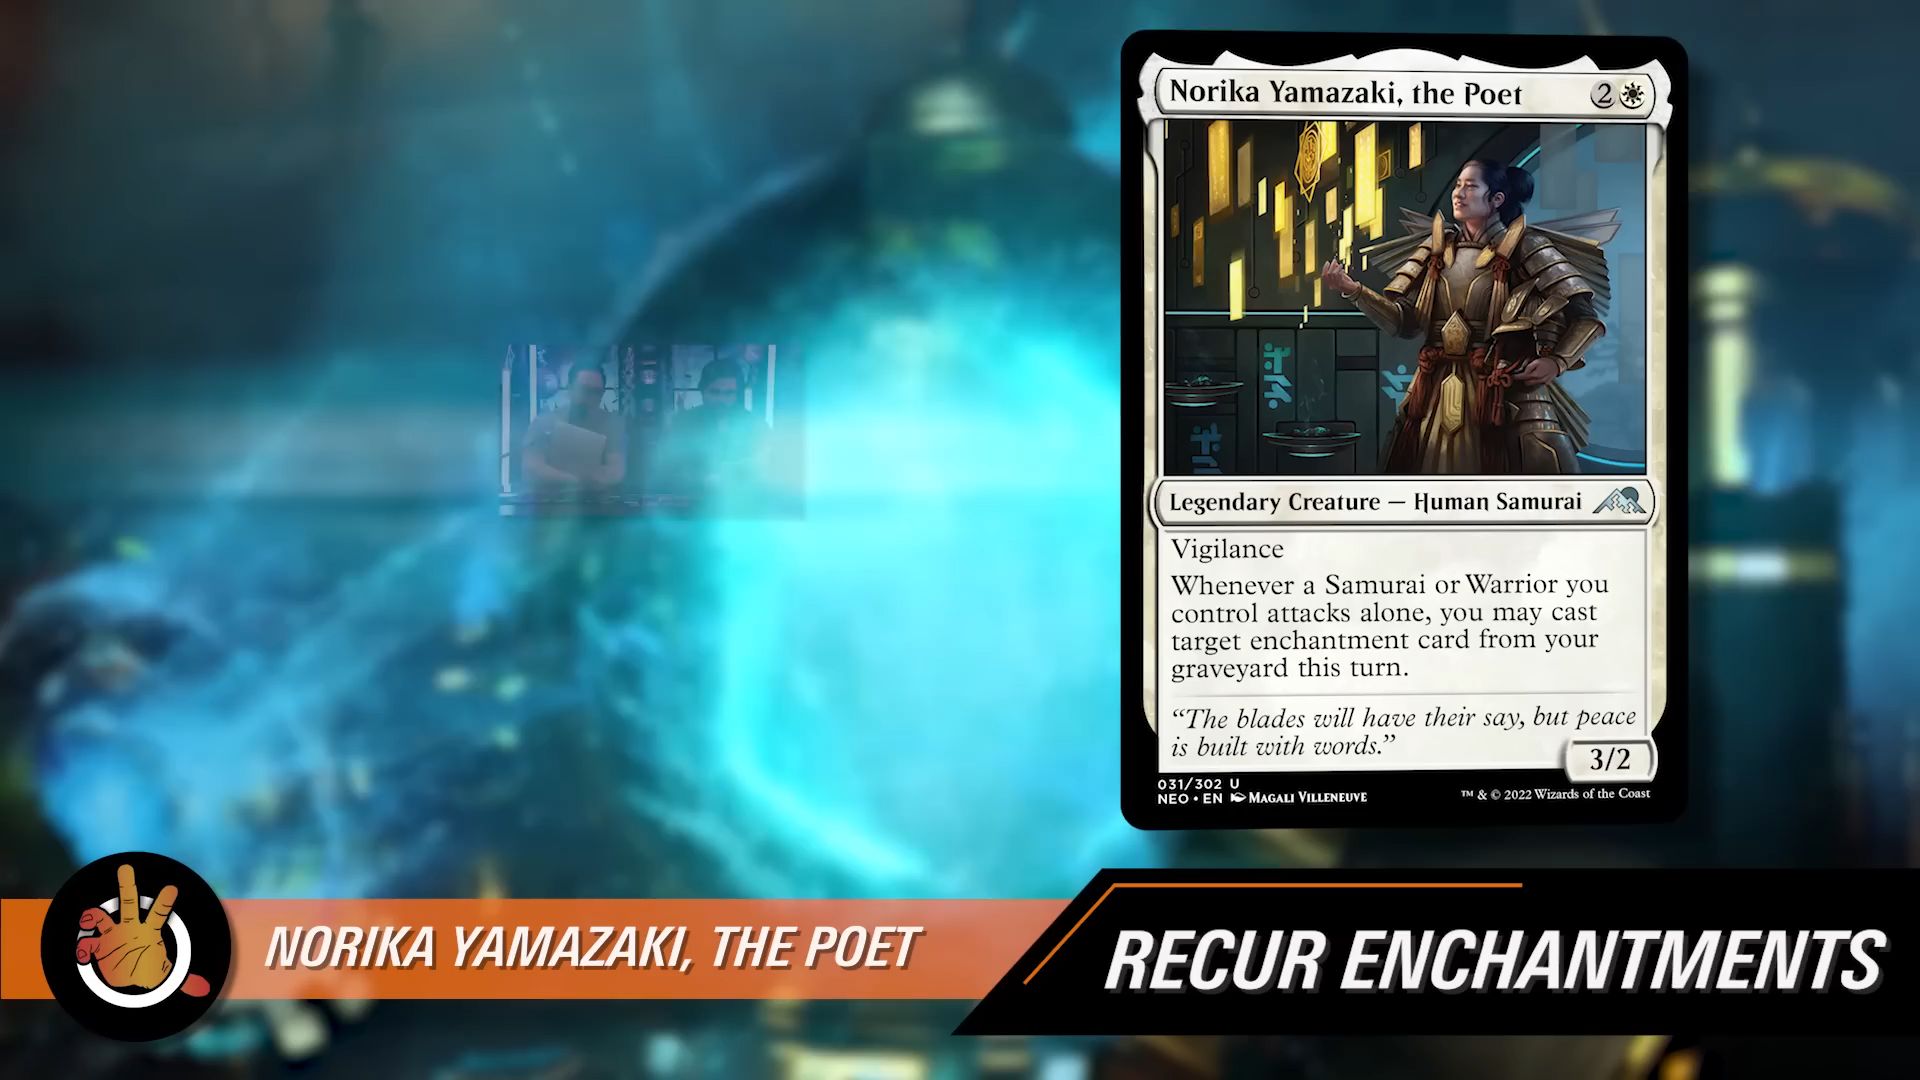 Norika Yamazaki, the Poet 2
Legendary Creature — Human Samurai
Vigilance
Whenever a Samurai or Warrior you
control attacks alone, you may cast
target enchantment card from your
graveyard this turn.
“The blades will have their say, but peace
is built with words.”
3/2
031/302 U
NEO • EN MAGALI VILLENEUVE
™ & © 2022 Wizards of the Coast
NORIKA YAMAZAKI, THE POET
RECUR ENCHANTMENTS